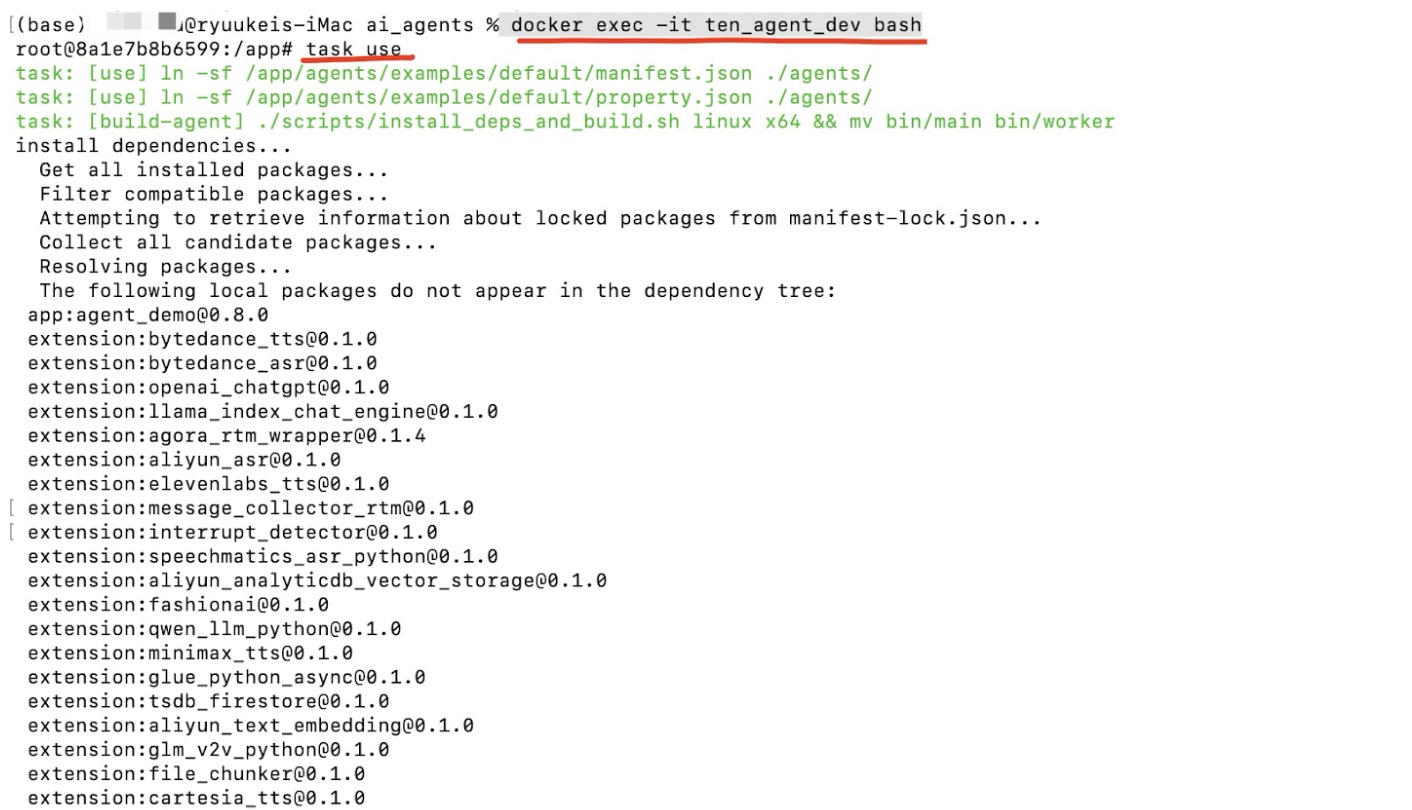 [(base) u@ryuukeis-iMac ai_agents % docker exec -it ten_agent_dev bash
root@8a1e7b8b6599:/app# task use
task: [use] ln -sf /app/agents/examples/default/manifest.json ./agents/
task: [use] ln -sf /app/agents/examples/default/property.json ./agents/
task: [build-agent] ./scripts/install_deps_and_build.sh linux x64 && mv bin/main bin/worker
install dependencies...
Get all installed packages...
Filter compatible packages...
Attempting to retrieve information about locked packages from manifest-lock.json...
Collect all candidate packages...
Resolving packages...
The following local packages do not appear in the dependency tree:
app:agent_demo@0.8.0
extension:bytedance_tts@0.1.0
extension:bytedance_asr@0.1.0
extension:openai_chatgpt@0.1.0
extension:llama_index_chat_engine@0.1.0
extension:agora_rtm_wrapper@0.1.4
extension:aliyun_asr@0.1.0
extension:elevenlabs_tts@0.1.0
[ extension:message_collector_rtm@0.1.0
[ extension:interrupt_detector@0.1.0
extension:speechmatics_asr_python@0.1.0
extension:aliyun_analyticdb_vector_storage@0.1.0
extension:fashionai@0.1.0
extension:qwen_llm_python@0.1.0
extension:minimax_tts@0.1.0
extension:glue_python_async@0.1.0
extension:tsdb_firestore@0.1.0
extension:aliyun_text_embedding@0.1.0
extension:glm_v2v_python@0.1.0
extension:file_chunker@0.1.0
extension:cartesia_tts@0.1.0